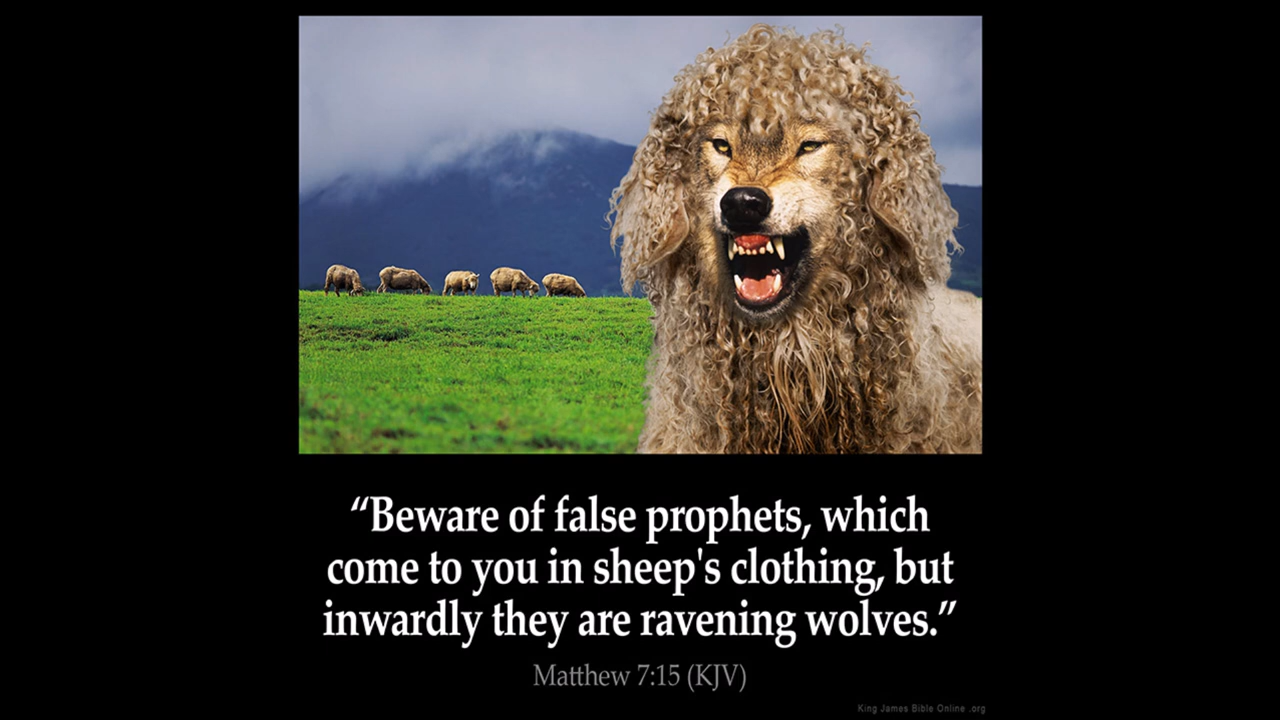 “Beware of false prophets, which
come to you in sheep's clothing, but
inwardly they are ravening wolves.”
Matthew 7:15 (KJV)
King James Bible Online .org